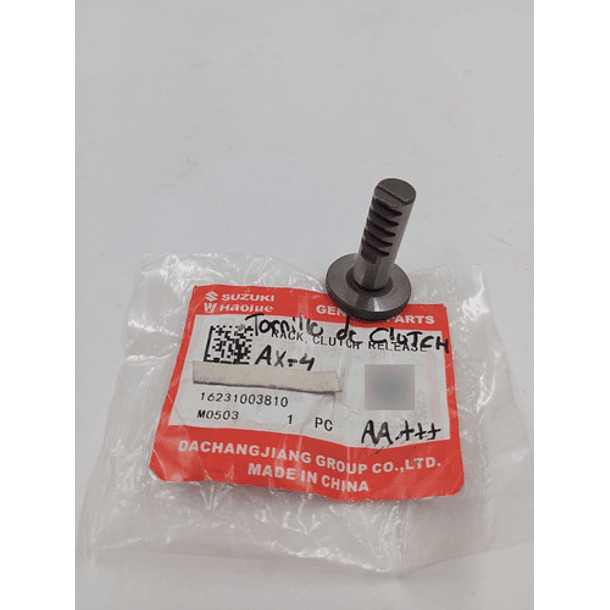 SUZUKI
Haojue
GEN PARTS
Tornillo de CluTCH
RACK, CLUTCH RELEASE
AX-4
16231003810
M0503 1 PC
AA.+++
DACHANGJIANG GROUP CO.,LTD.
MADE IN CHINA